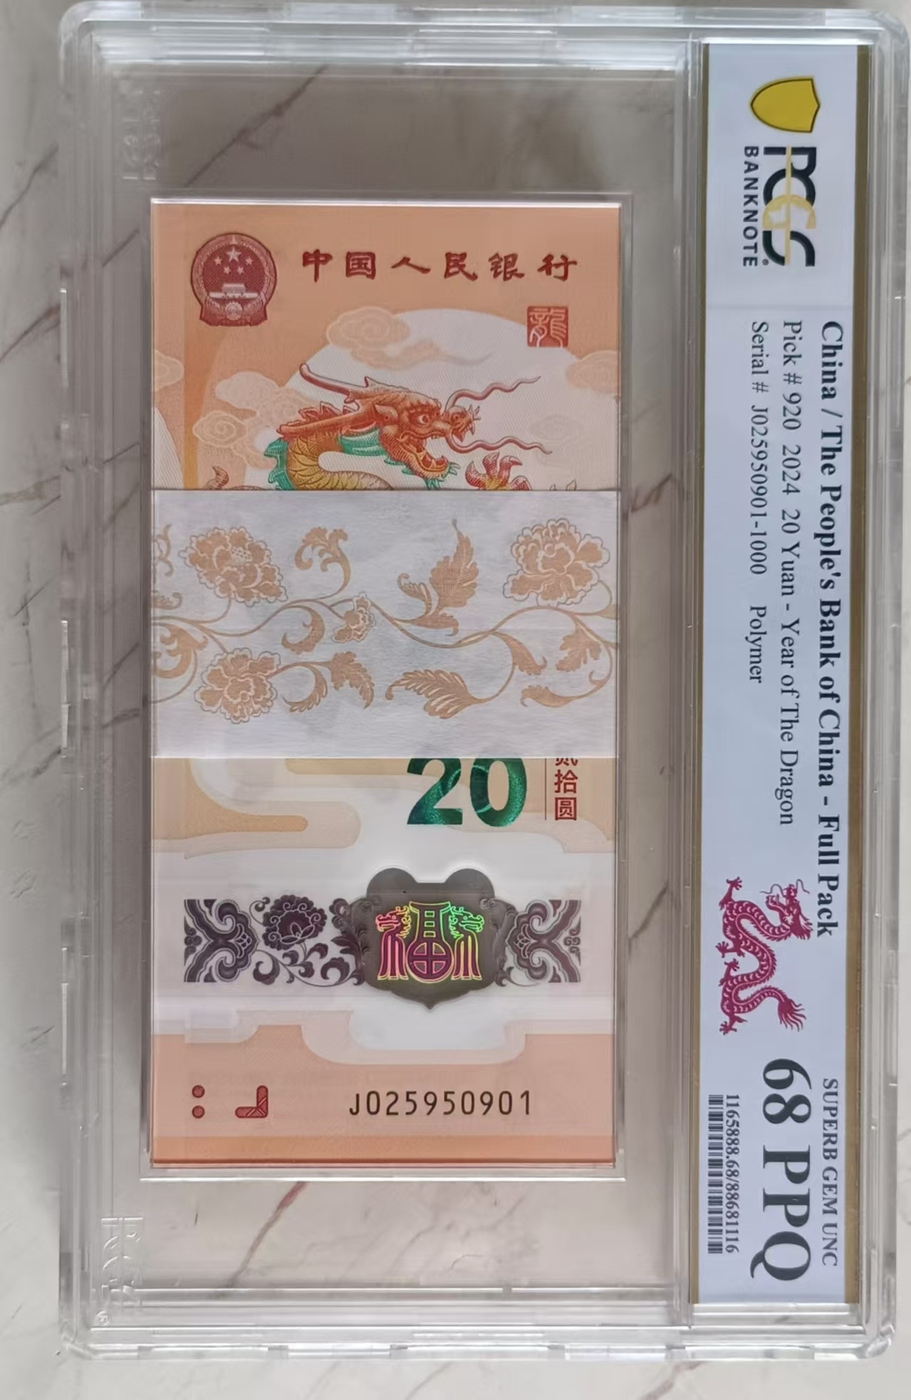 中国人民银行
龍
20
贰拾圆
福
J025950901
PCGS
BANKNOTE
China / The People's Bank of China - Full Pack
Pick # 920 2024 20 Yuan - Year of The Dragon
Serial # J025950901-1000 Polymer
SUPERB GEM UNC
68 PPQ
1165888.68/88681116